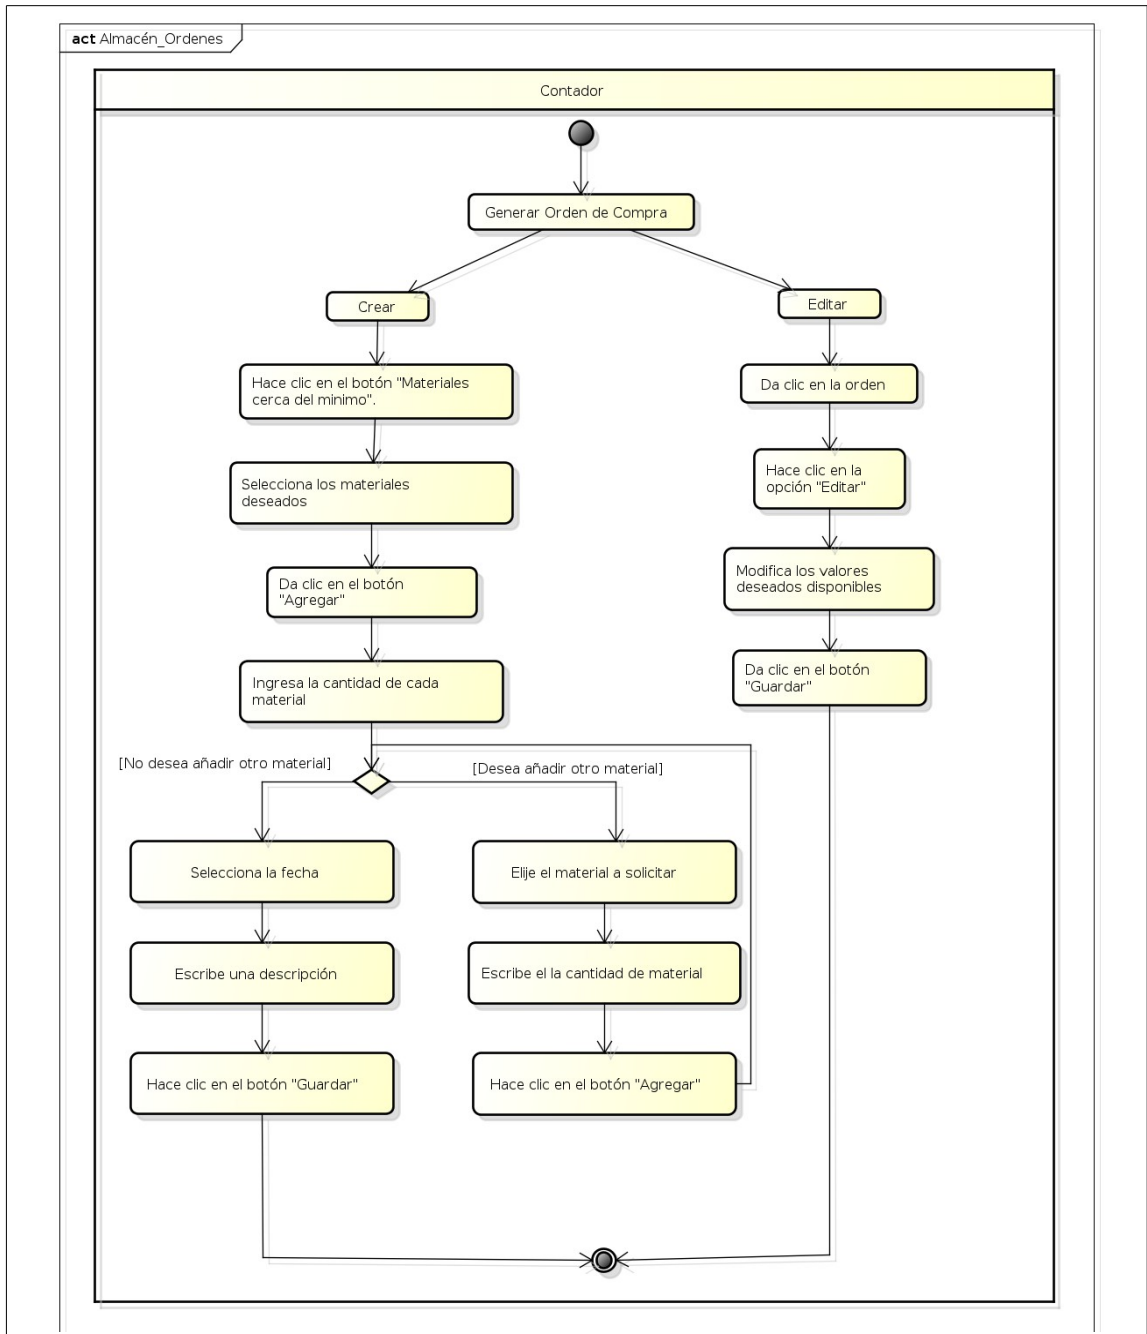 act Almacén_Ordenes
Contador
Generar Orden de Compra
Crear
Editar
Hace clic en el botón "Materiales
cerca del minimo".
Da clic en la orden
Selecciona los materiales
deseados
Hace clic en la
opción "Editar"
Da clic en el botón
"Agregar"
Modifica los valores
deseados disponibles
Ingresa la cantidad de cada
material
Da clic en el botón
"Guardar"
[No desea añadir otro material]
[Desea añadir otro material]
Selecciona la fecha
Elije el material a solicitar
Escribe una descripción
Escribe el la cantidad de material
Hace clic en el botón "Guardar"
Hace clic en el botón "Agregar"